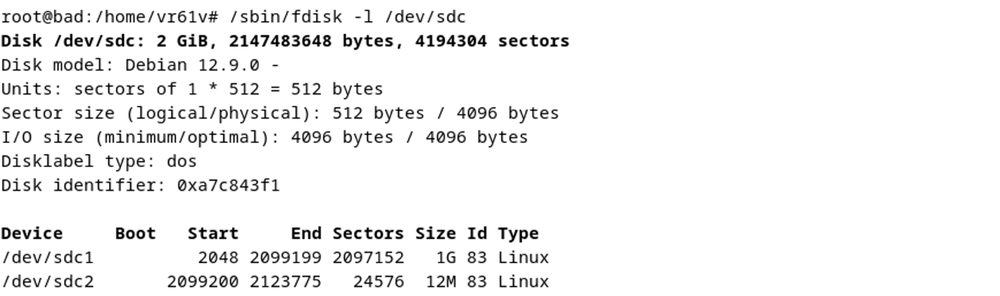 root@bad:/home/vr61v# /sbin/fdisk -l /dev/sdc
Disk /dev/sdc: 2 GiB, 2147483648 bytes, 4194304 sectors
Disk model: Debian 12.9.0 -
Units: sectors of 1 * 512 = 512 bytes
Sector size (logical/physical): 512 bytes / 4096 bytes
I/O size (minimum/optimal): 4096 bytes / 4096 bytes
Disklabel type: dos
Disk identifier: 0xa7c843f1

Device     Boot   Start     End Sectors Size Id Type
/dev/sdc1          2048 2099199 2097152   1G 83 Linux
/dev/sdc2       2099200 2123775   24576  12M 83 Linux